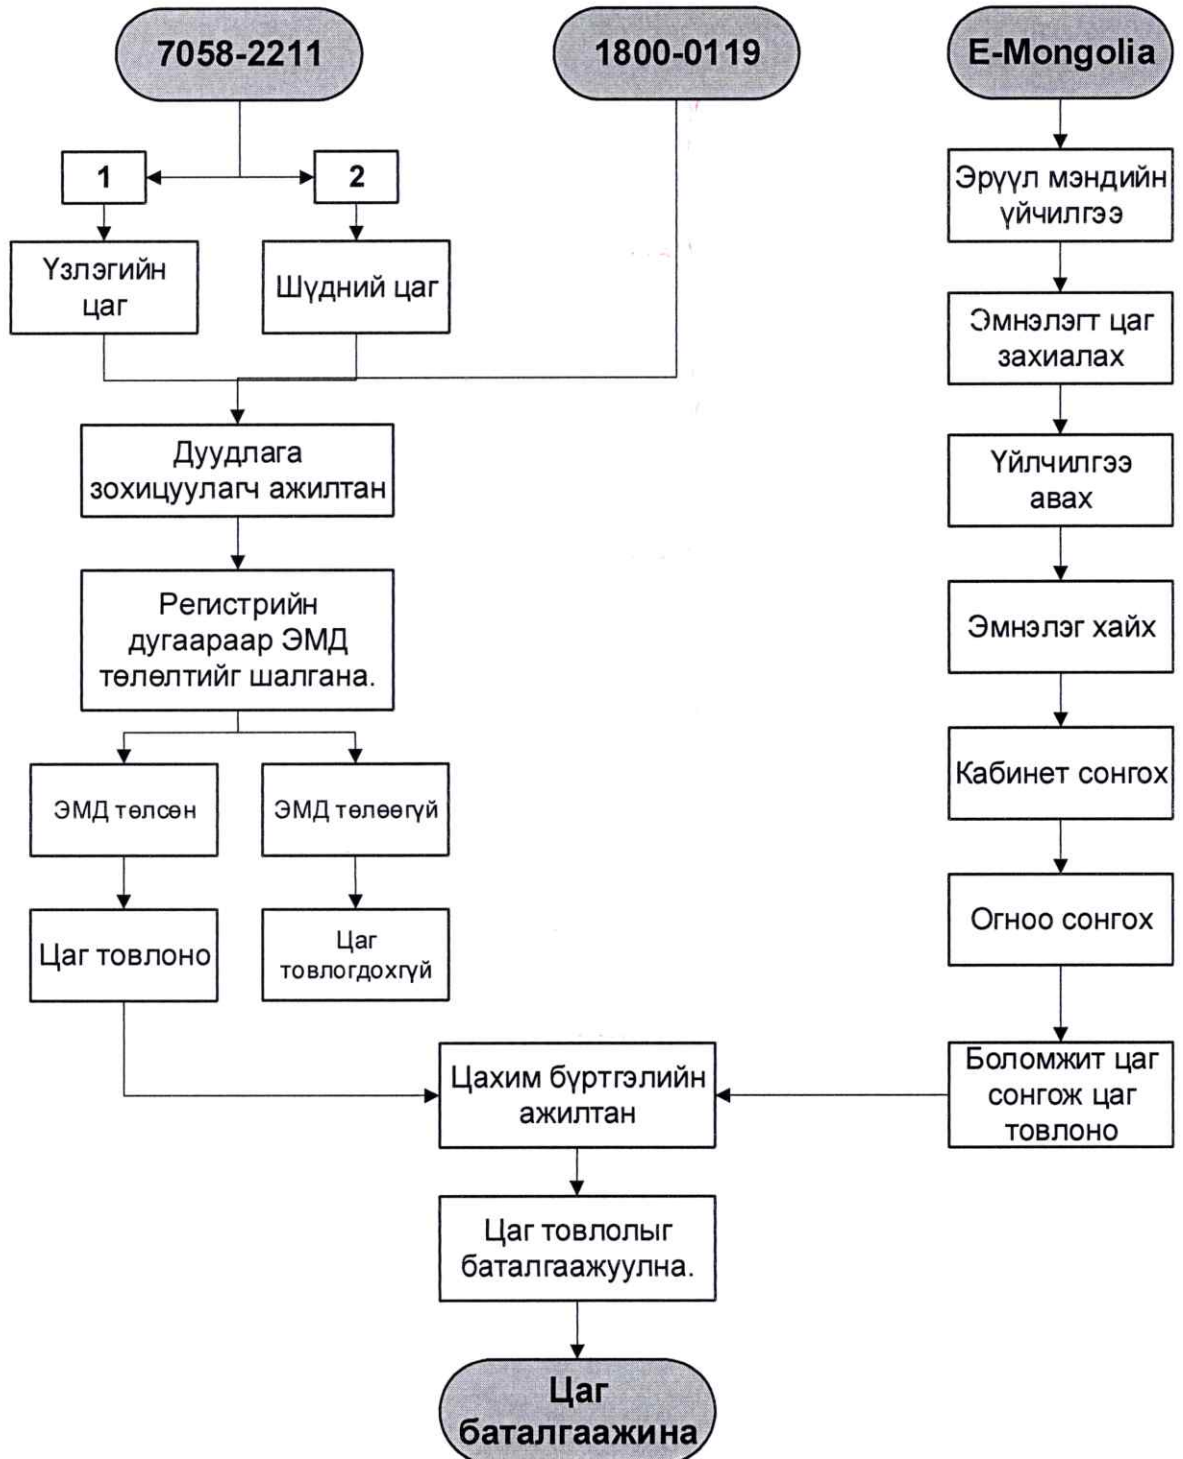 7058-2211
1800-0119
E-Mongolia
1
2
Үзлэгийн
цаг
Шүдний цаг
Дуудлага
зохицуулагч ажилтан
Регистрийн
дугаараар ЭМД
төлөлтийг шалгана.
ЭМД төлсөн
ЭМД төлөөгүй
Цаг товлоно
Цаг
товлогдохгүй
Эрүүл мэндийн
үйчилгээ
Эмнэлэгт цаг
захиалах
Үйлчилгээ
авах
Эмнэлэг хайх
Кабинет сонгох
Огноо сонгох
Боломжит цаг
сонгож цаг
товлоно
Цахим бүртгэлийн
ажилтан
Цаг товлолыг
баталгаажуулна.
Цаг
баталгаажина